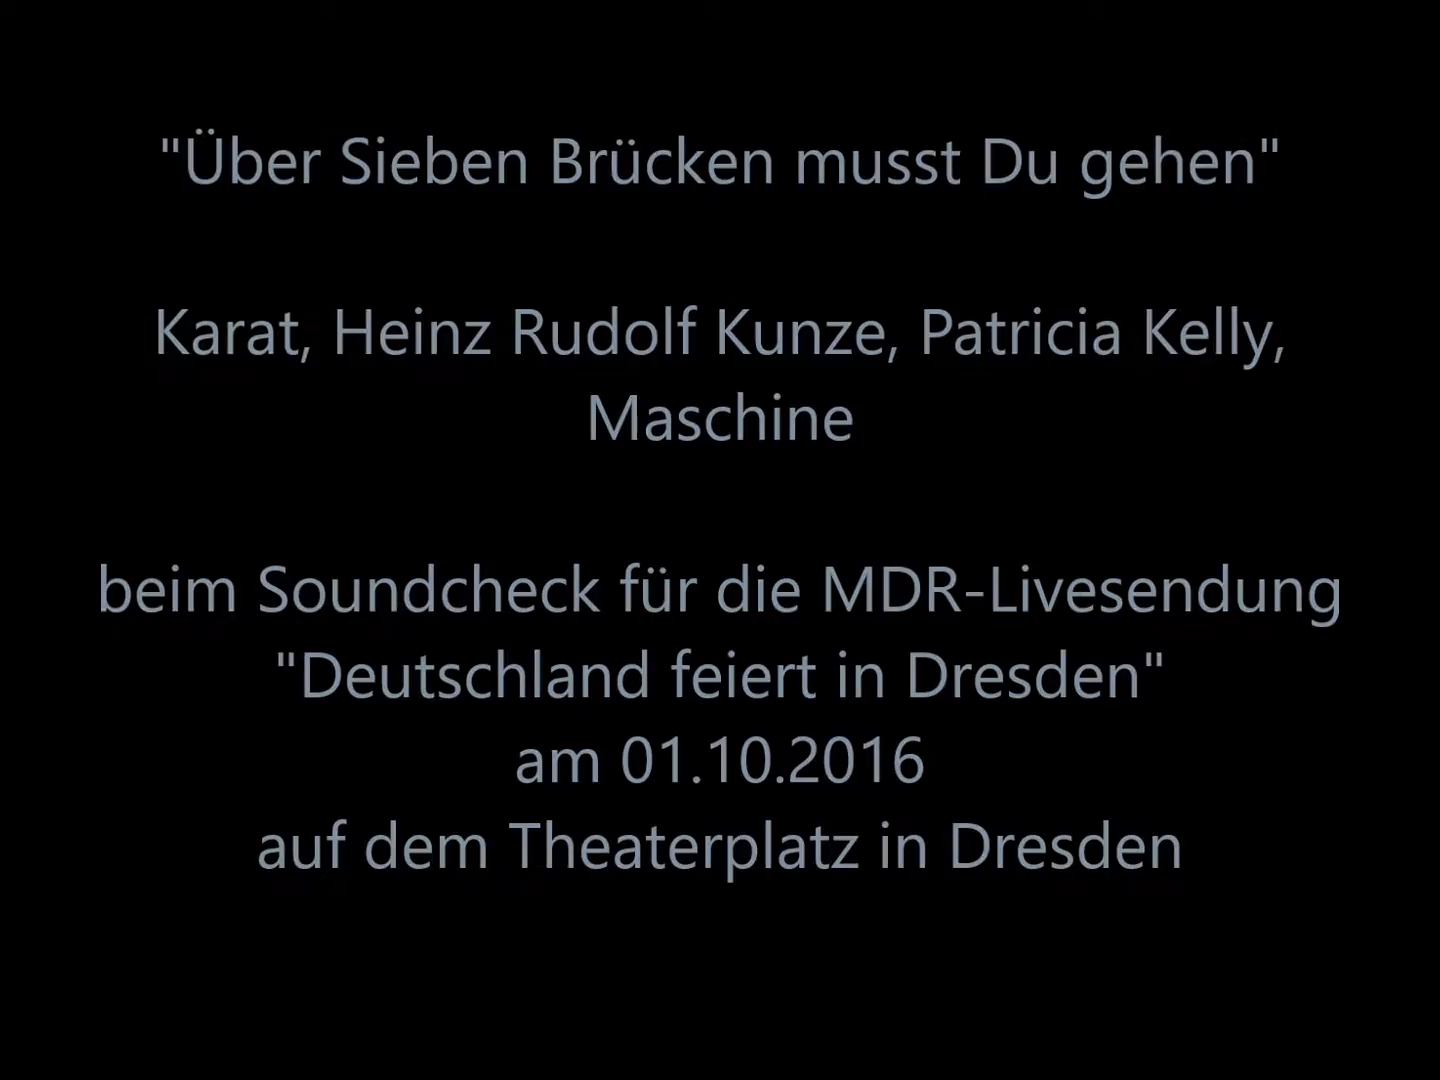 "Über Sieben Brücken musst Du gehen"
Karat, Heinz Rudolf Kunze, Patricia Kelly,
Maschine
beim Soundcheck für die MDR-Livesendung
"Deutschland feiert in Dresden"
am 01.10.2016
auf dem Theaterplatz in Dresden